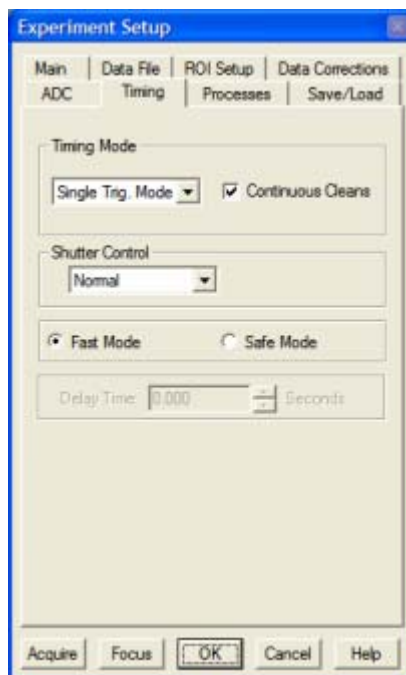 Experiment Setup
Main Data File ROI Setup Data Corrections
ADC Timing Processes Save/Load
Timing Mode
Single Trig. Mode Continuous Cleans
Shutter Control
Normal
Fast Mode Safe Mode
Delay Time: 0.000 Seconds
Acquire Focus OK Cancel Help